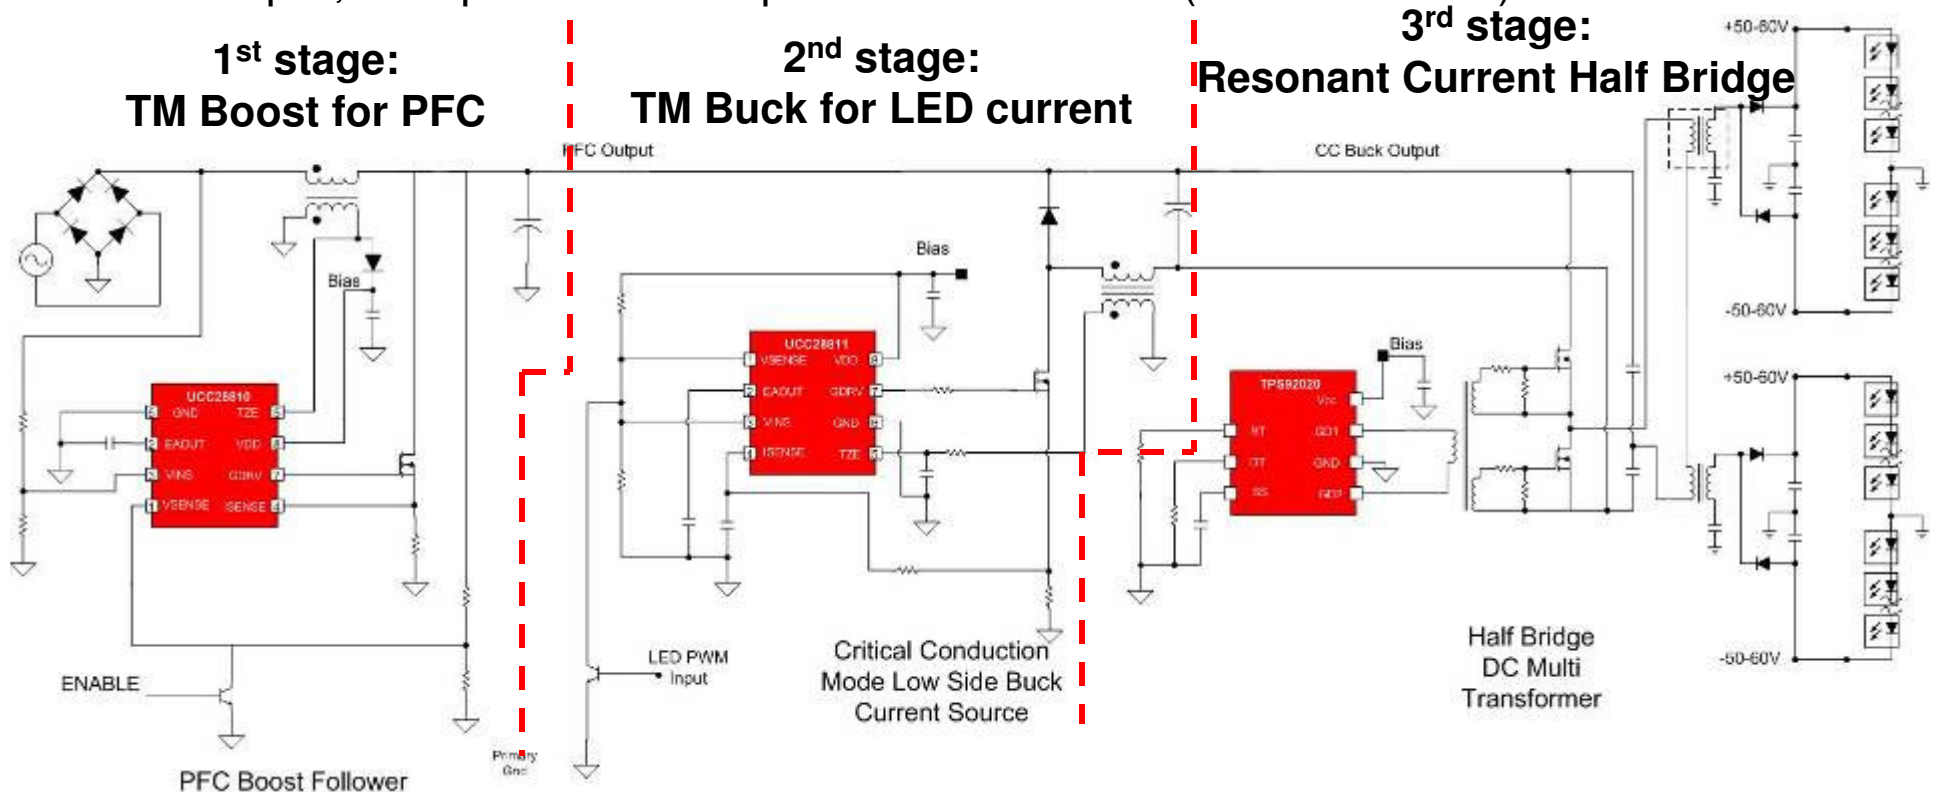 1st stage:
TM Boost for PFC
2nd stage:
TM Buck for LED current
3rd stage:
Resonant Current Half Bridge
PFC Output
CC Buck Output
+50-60V
-50-60V
+50-60V
-50-60V
Bias
Bias
Bias
UCC28810
GND TZE
EAOUT VDD
VINS GDRV
VSENSE ISENSE
UCC28811
VSENSE VDD
EAOUT GDRV
VINS GND
ISENSE TZE
TPS92020
Vcc
RT GD1
DT GND
SS GD2
ENABLE
LED PWM
Input
Primary
Gnd
PFC Boost Follower
Critical Conduction
Mode Low Side Buck
Current Source
Half Bridge
DC Multi
Transformer